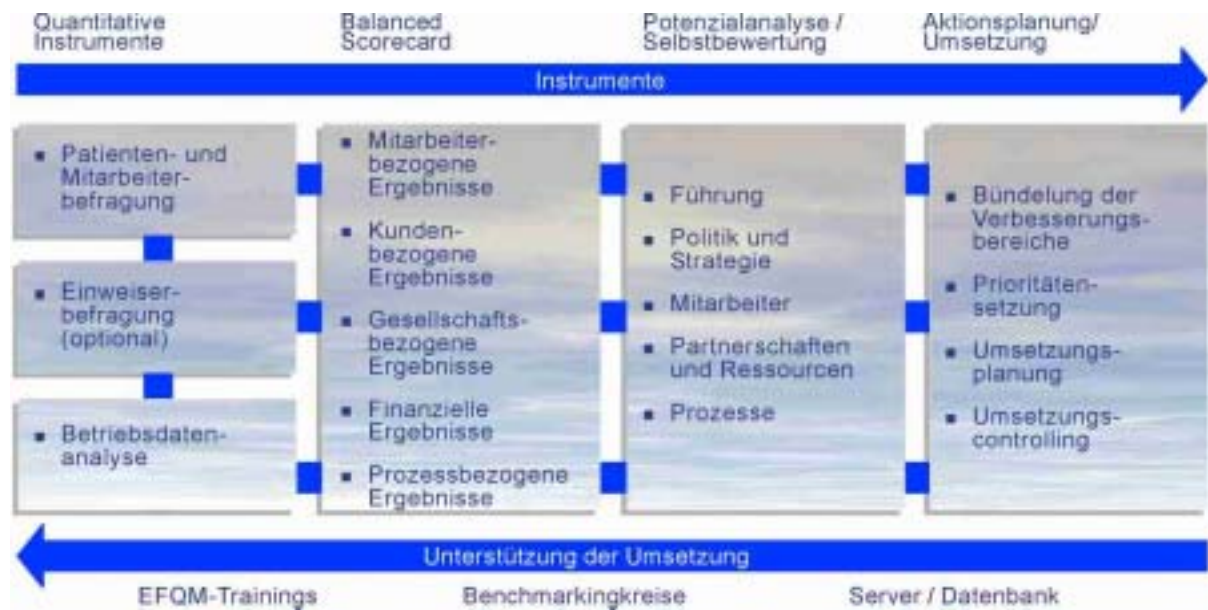 Quantitative
Instrumente
Balanced
Scorecard
Potenzialanalyse /
Selbstbewertung
Aktionsplanung/
Umsetzung
Instrumente
▪ Patienten- und
Mitarbeiter-
befragung
▪ Einweiser-
befragung
(optional)
▪ Betriebsdaten-
analyse
▪ Mitarbeiter-
bezogene
Ergebnisse
▪ Kunden-
bezogene
Ergebnisse
▪ Gesellschafts-
bezogene
Ergebnisse
▪ Finanzielle
Ergebnisse
▪ Prozessbezogene
Ergebnisse
▪ Führung
▪ Politik und
Strategie
▪ Mitarbeiter
▪ Partnerschaften
und Ressourcen
▪ Prozesse
▪ Bündelung der
Verbesserungs-
bereiche
▪ Prioritäten-
setzung
▪ Umsetzungs-
planung
▪ Umsetzungs-
controlling
Unterstützung der Umsetzung
EFQM-Trainings
Benchmarkingkreise
Server / Datenbank